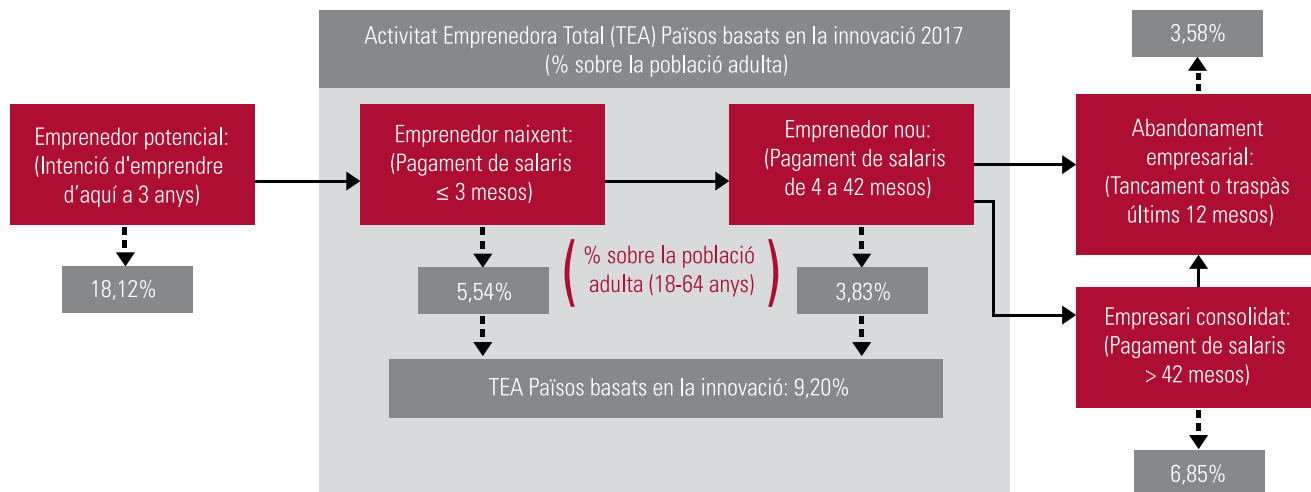 Activitat Emprenedora Total (TEA) Països basats en la innovació 2017
(% sobre la població adulta)
Emprenedor potencial:
(Intenció d'emprendre
d’aquí a 3 anys)
18,12%
Emprenedor naixent:
(Pagament de salaris
≤ 3 mesos)
5,54%
(% sobre la població
adulta (18-64 anys))
Emprenedor nou:
(Pagament de salaris
de 4 a 42 mesos)
3,83%
TEA Països basats en la innovació: 9,20%
3,58%
Abandonament
empresarial:
(Tancament o traspàs
últims 12 mesos)
Empresari consolidat:
(Pagament de salaris
> 42 mesos)
6,85%